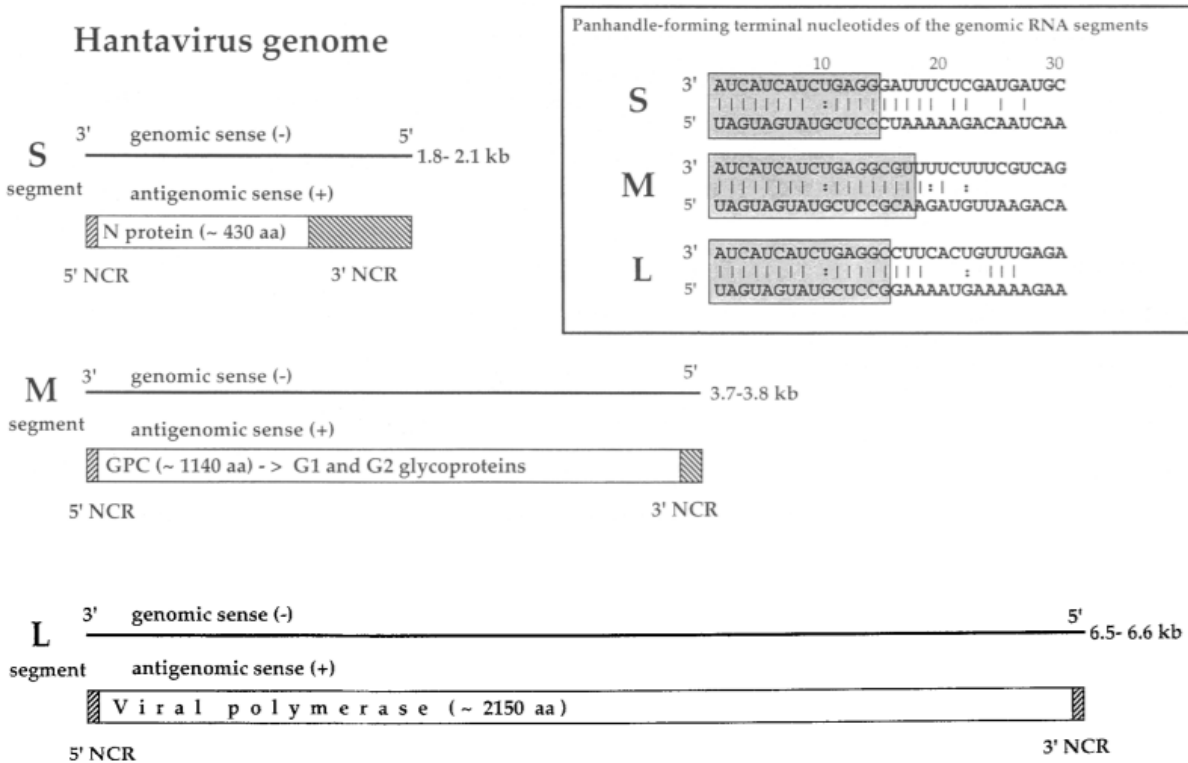 Hantavirus genome
S
segment
3' genomic sense (-) 5'
1.8- 2.1 kb
antigenomic sense (+)
N protein (~ 430 aa)
5' NCR 3' NCR
Panhandle-forming terminal nucleotides of the genomic RNA segments
10 20 30
S
3' AUCAUCAUCUGAGGGAUUUCUCGAUGAUGC
5' UAGUAGUAUGCUCCCUAAAAAGACAAUCAA
M
3' AUCAUCAUCUGAGGCGUUUUCUUUCGUCAG
5' UAGUAGUAUGCUCCGCAAGAUGUUAAGACA
L
3' AUCAUCAUCUGAGGCCUUCACUGUUUGAGA
5' UAGUAGUAUGCUCCGGAAAAUGAAAAAGAA
M
segment
3' genomic sense (-) 5'
3.7-3.8 kb
antigenomic sense (+)
GPC (~ 1140 aa) - > G1 and G2 glycoproteins
5' NCR 3' NCR
L
segment
3' genomic sense (-) 5'
6.5- 6.6 kb
antigenomic sense (+)
Viral polymerase (~ 2150 aa)
5' NCR 3' NCR